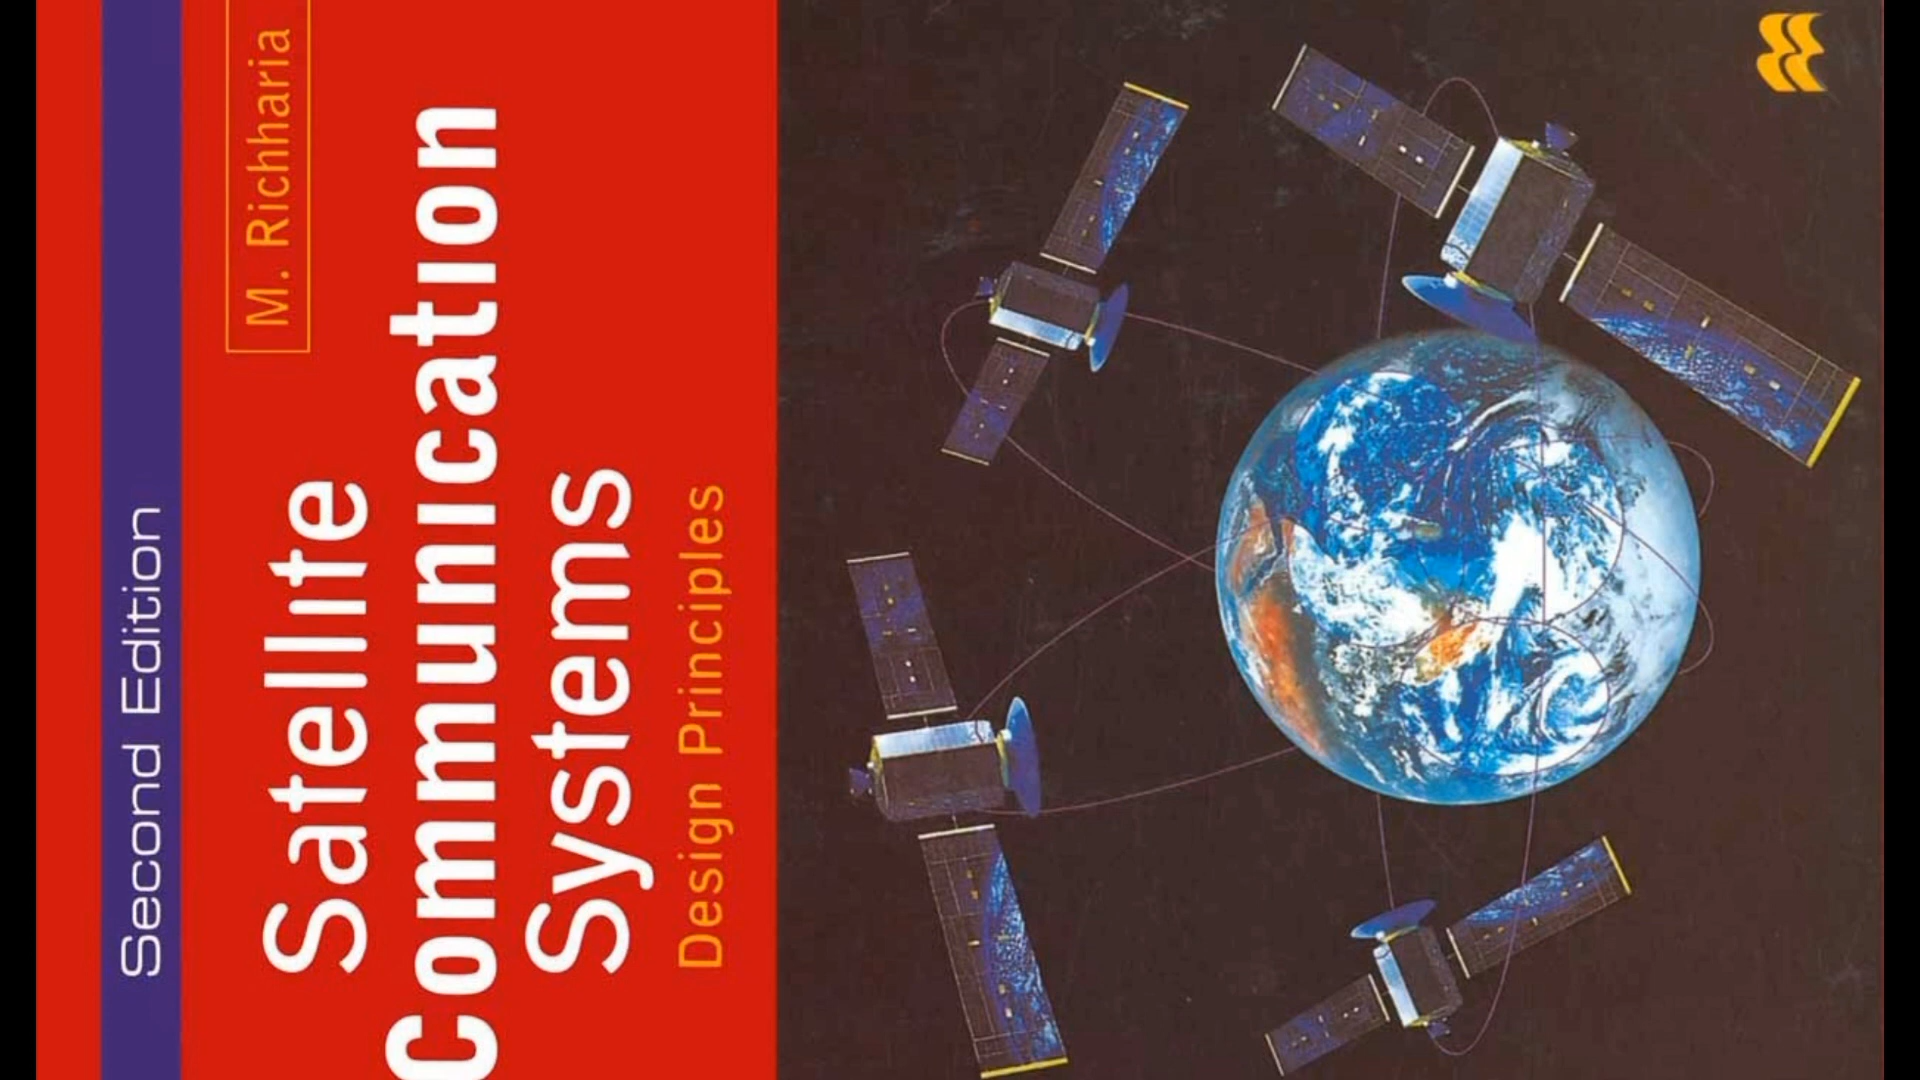 Second Edition
M. Richharia
Satellite
Communication
Systems
Design Principles